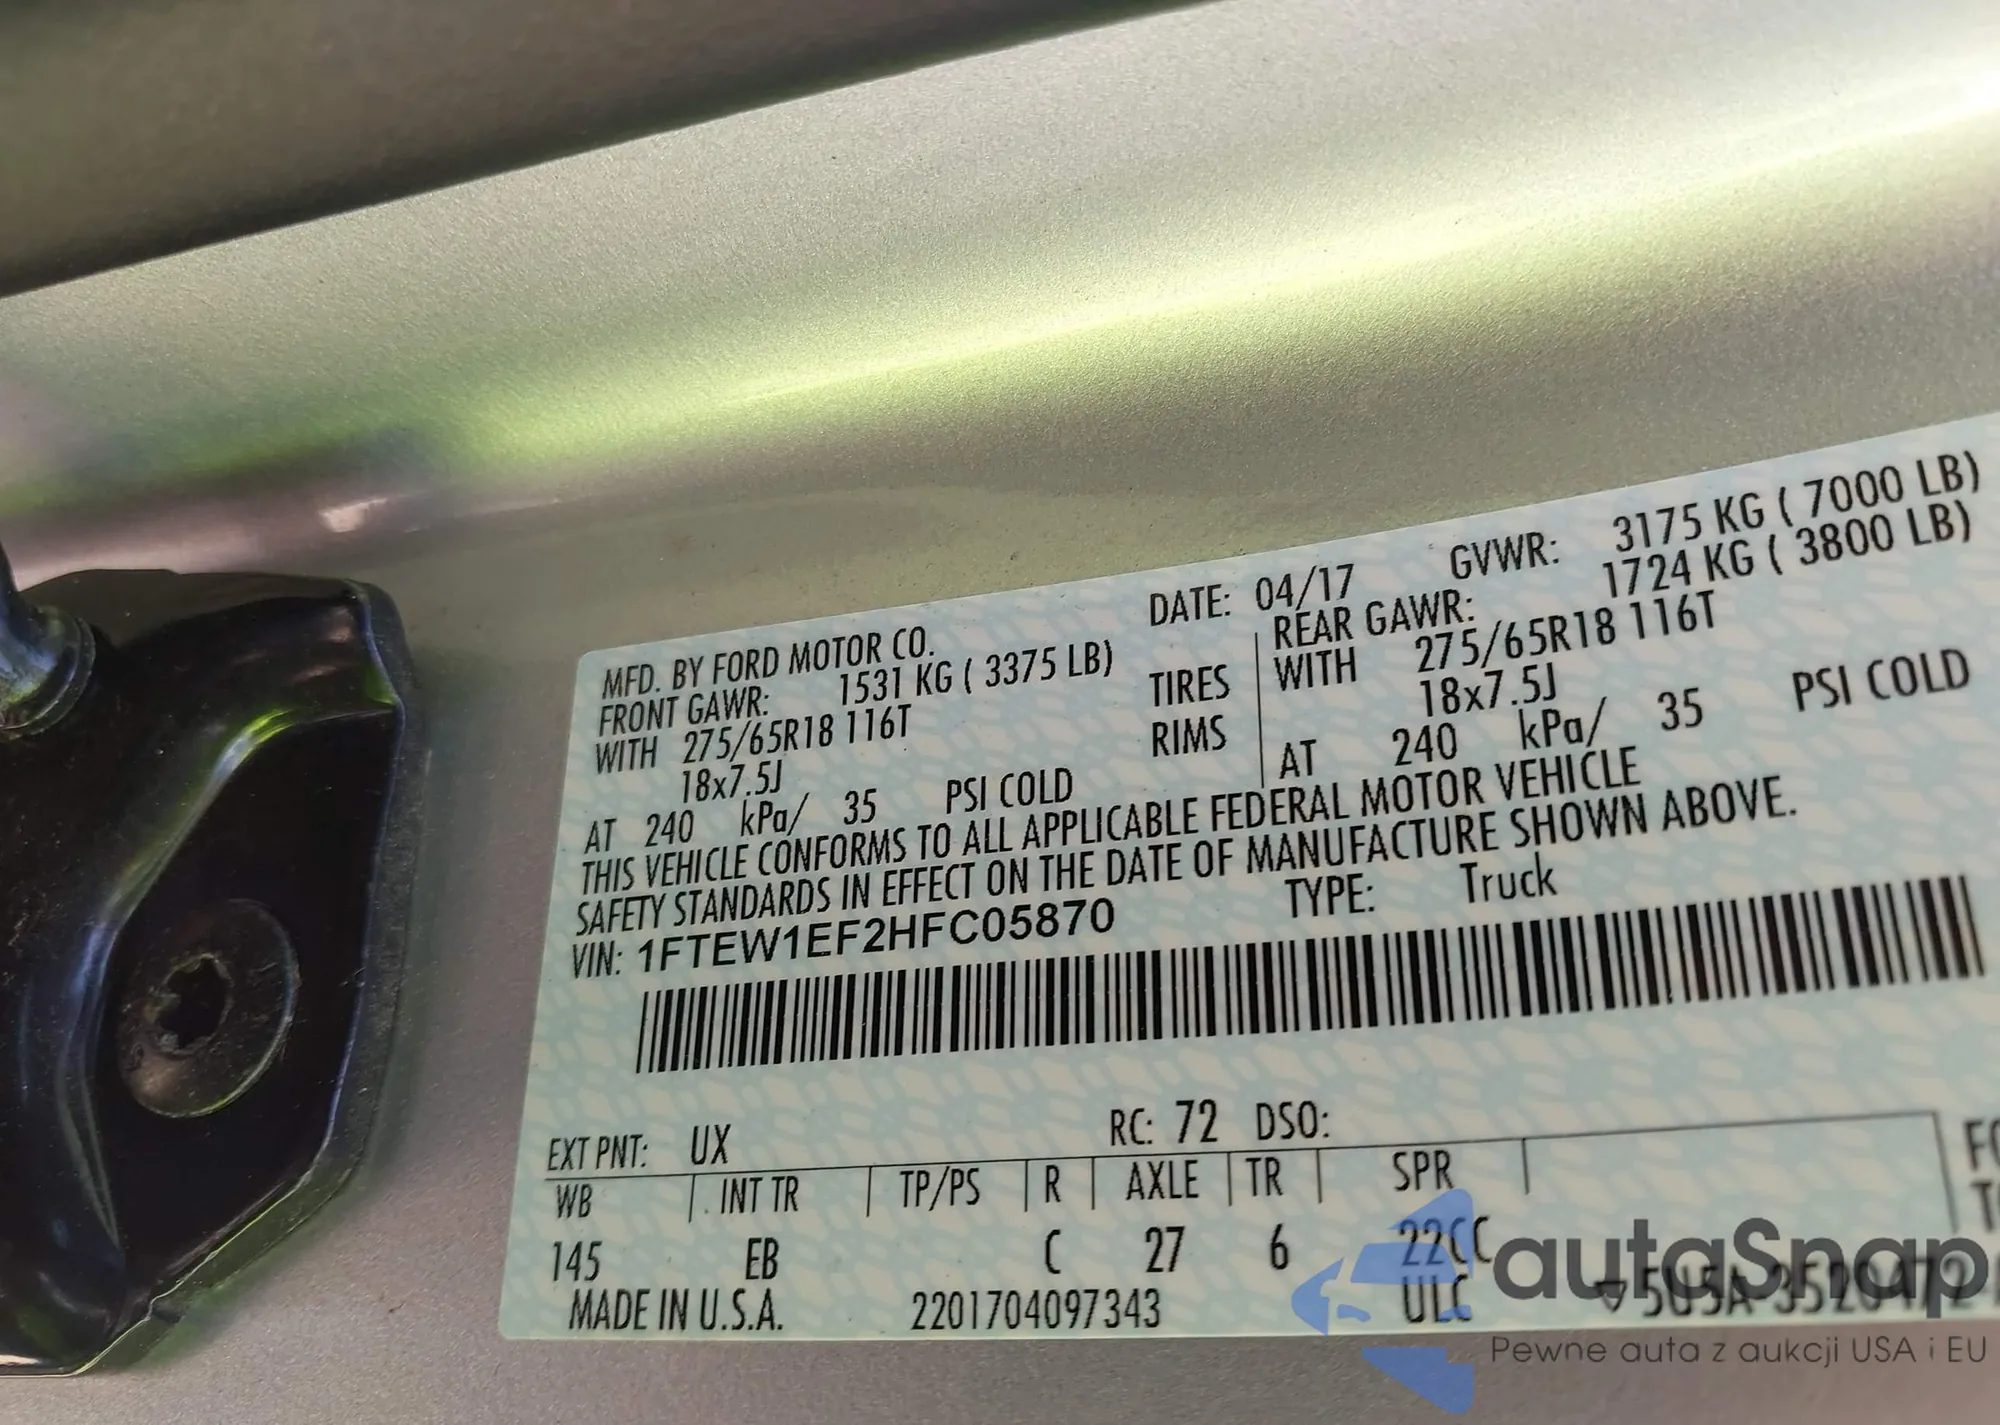 MFD. BY FORD MOTOR CO. DATE: 04/17 GVWR: 3175 KG ( 7000 LB)
FRONT GAWR: 1531 KG ( 3375 LB) REAR GAWR: 1724 KG ( 3800 LB)
WITH 275/65R18 116T TIRES WITH 275/65R18 116T
18x7.5J RIMS 18x7.5J
AT 240 kPa/ 35 PSI COLD AT 240 kPa/ 35 PSI COLD
THIS VEHICLE CONFORMS TO ALL APPLICABLE FEDERAL MOTOR VEHICLE
SAFETY STANDARDS IN EFFECT ON THE DATE OF MANUFACTURE SHOWN ABOVE.
VIN: 1FTEW1EF2HFC05870 TYPE: Truck
EXT PNT: UX RC: 72 DSO:
WB INT TR TP/PS R AXLE TR SPR
145 EB C 27 6 22CC
MADE IN U.S.A. 2201704097343 ULC
autaSnap
Pewne auta z aukcji USA i EU